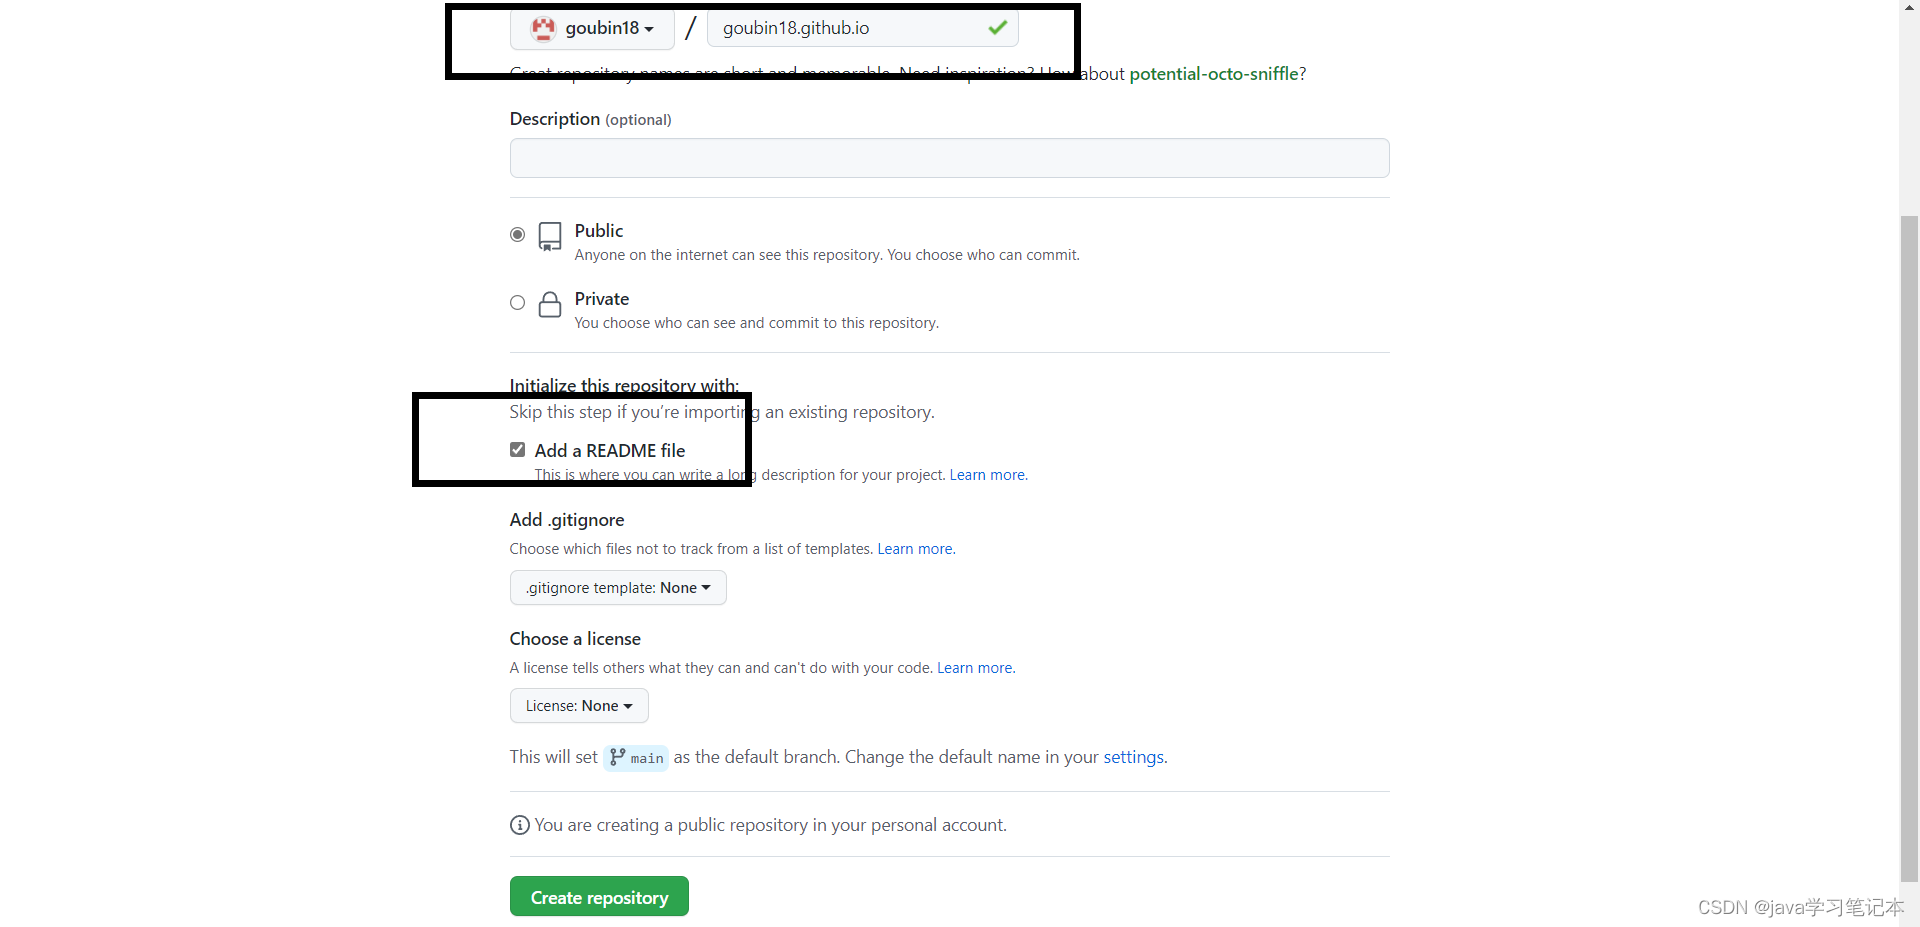 goubin18 / goubin18.github.io
Great repository names are short and memorable. Need inspiration? How about potential-octo-sniffle?
Description (optional)
Public
Anyone on the internet can see this repository. You choose who can commit.
Private
You choose who can see and commit to this repository.
Initialize this repository with:
Skip this step if you’re importing an existing repository.
Add a README file
This is where you can write a long description for your project. Learn more.
Add .gitignore
Choose which files not to track from a list of templates. Learn more.
.gitignore template: None
Choose a license
A license tells others what they can and can't do with your code. Learn more.
License: None
This will set main as the default branch. Change the default name in your settings.
You are creating a public repository in your personal account.
Create repository
CSDN @java学习笔记本